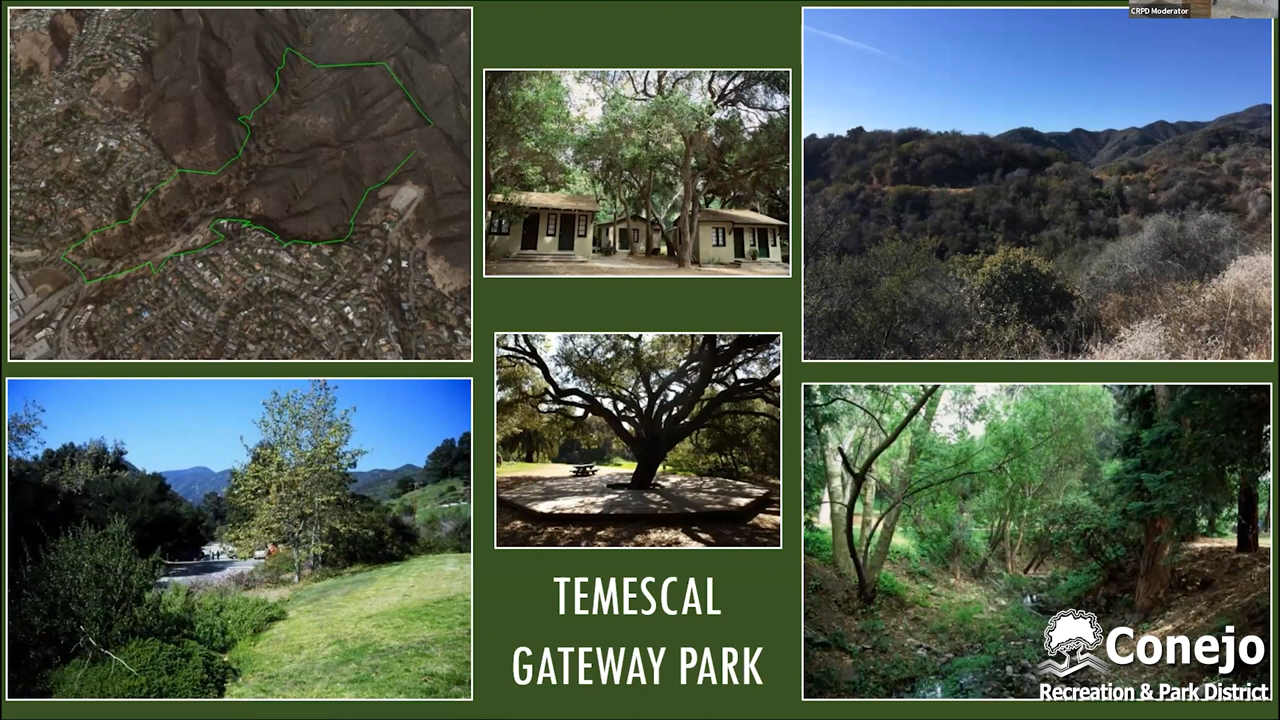 CRPD Moderator
TEMESCAL
GATEWAY PARK
Conejo
Recreation & Park District